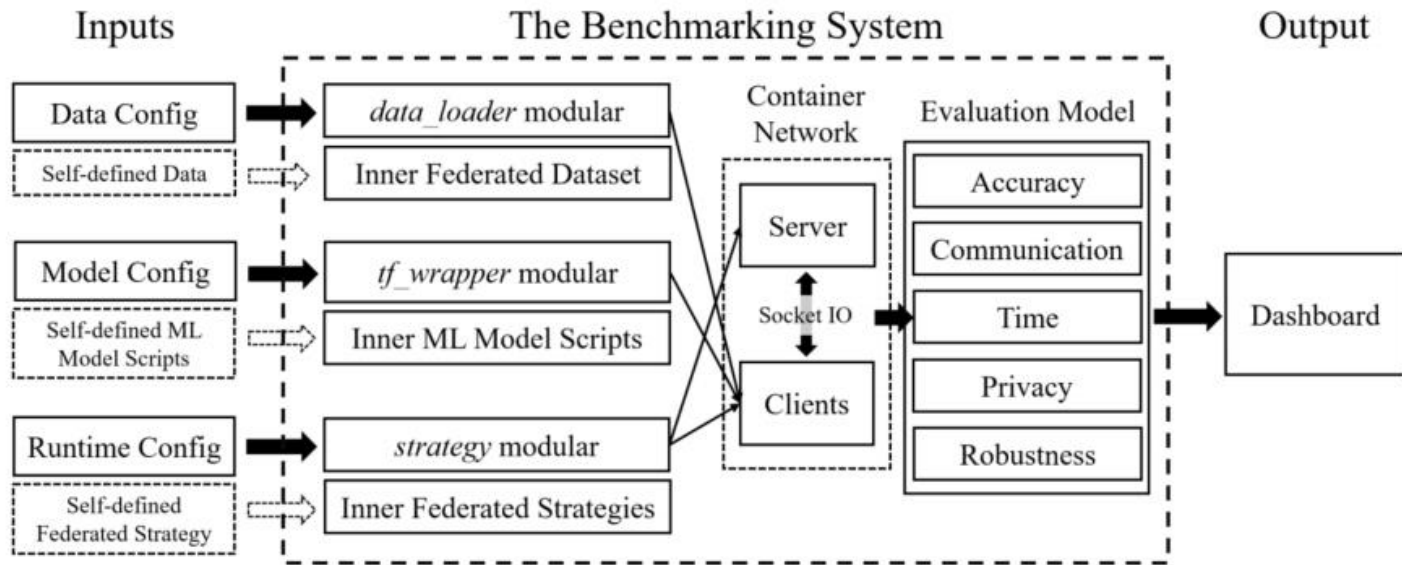 Inputs
The Benchmarking System
Output
Data Config
Self-defined Data
Model Config
Self-defined ML
Model Scripts
Runtime Config
Self-defined
Federated Strategy
data_loader modular
Inner Federated Dataset
tf_wrapper modular
Inner ML Model Scripts
strategy modular
Inner Federated Strategies
Container
Network
Server
Socket IO
Clients
Evaluation Model
Accuracy
Communication
Time
Privacy
Robustness
Dashboard